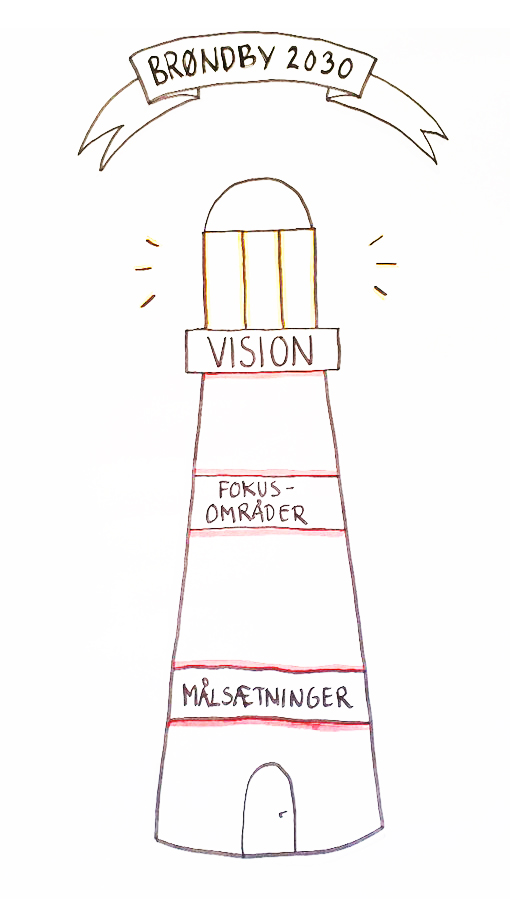 BRØNDBY 2030
VISION
FOKUS-
OMRÅDER
MÅLSÆTNINGER